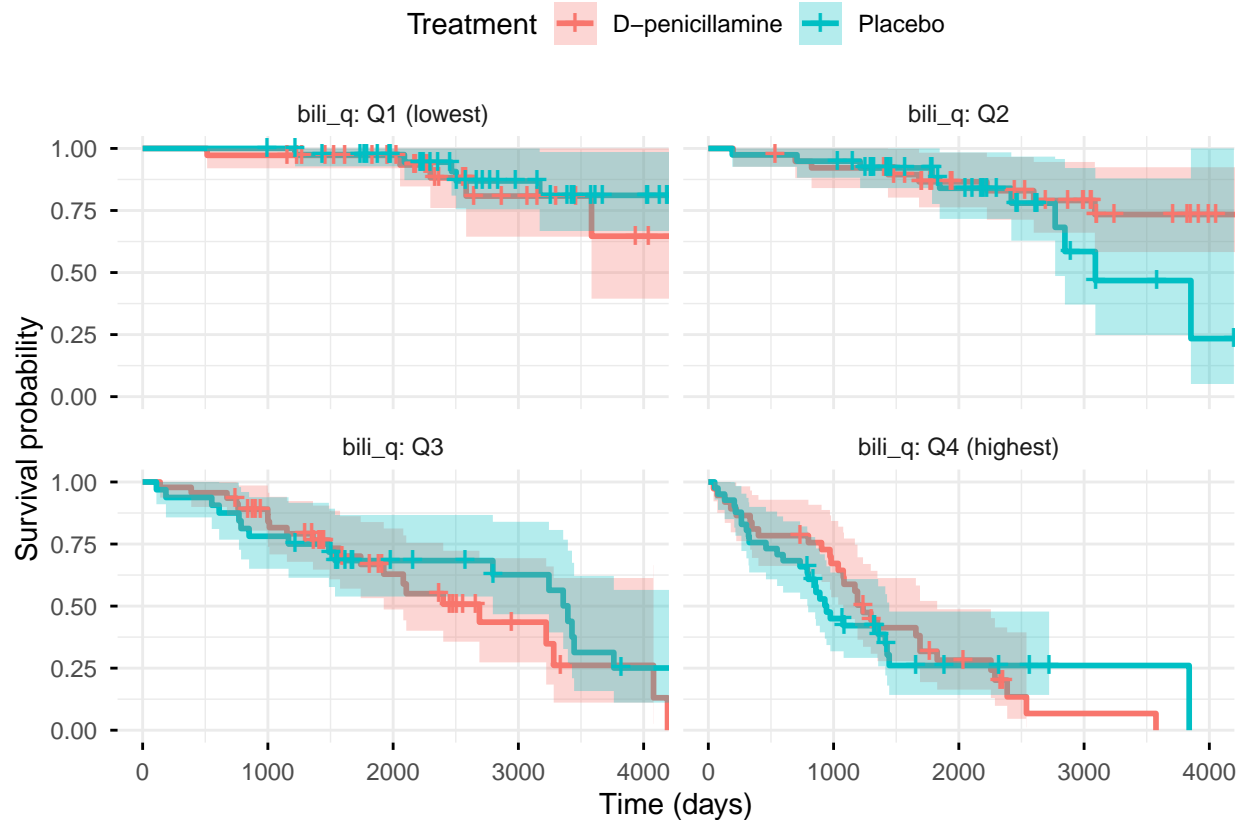 Treatment D−penicillamine Placebo
bili_q: Q1 (lowest) bili_q: Q2
1.00
0.75
0.50
0.25
0.00
bili_q: Q3 bili_q: Q4 (highest)
1.00
0.75
0.50
0.25
0.00
0 1000 2000 3000 4000 0 1000 2000 3000 4000
Time (days)
Survival probability